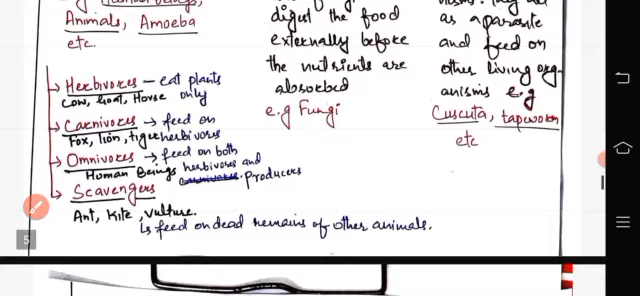 Animals, Amoeba
etc.
Herbivores - eat plants
Cow, Goat, Horse only
Carnivores → feed on
Fox, lion, tiger herbivores
Omnivores → feed on both
Human Beings herbivores and
producers
Scavengers
Ant, Kite, Vulture.
↳ feed on dead remains of other animals.
digest the food
externally before
the nutrients are
absorbed
e.g Fungi
as a parasite
and feed on
other living org-
anisms e.g
Cuscuta, tapeworm
etc
5